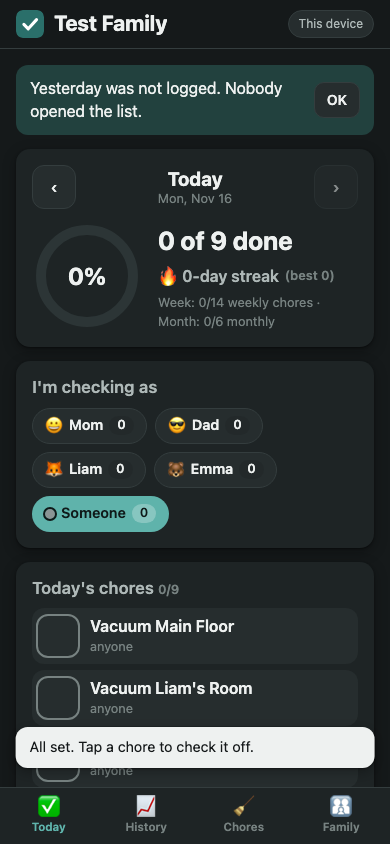 Test Family
This device
Yesterday was not logged. Nobody
opened the list.
OK
‹
Today
›
Mon, Nov 16
0%
0 of 9 done
🔥 0-day streak (best 0)
Week: 0/14 weekly chores ·
Month: 0/6 monthly
I'm checking as
😀 Mom 0
😎 Dad 0
🦊 Liam 0
🐻 Emma 0
Someone 0
Today's chores 0/9
Vacuum Main Floor
anyone
Vacuum Liam's Room
anyone
All set. Tap a chore to check it off.
anyone
Today
History
Chores
Family